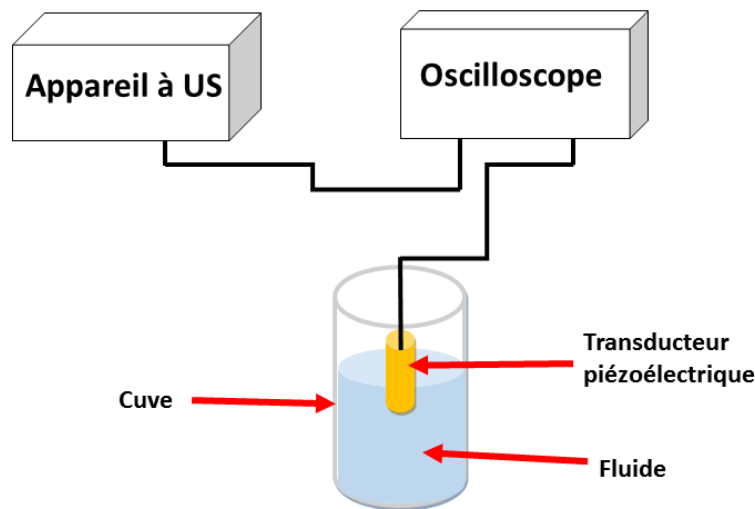 Appareil à US
Oscilloscope
Transducteur
piézoélectrique
Cuve
Fluide